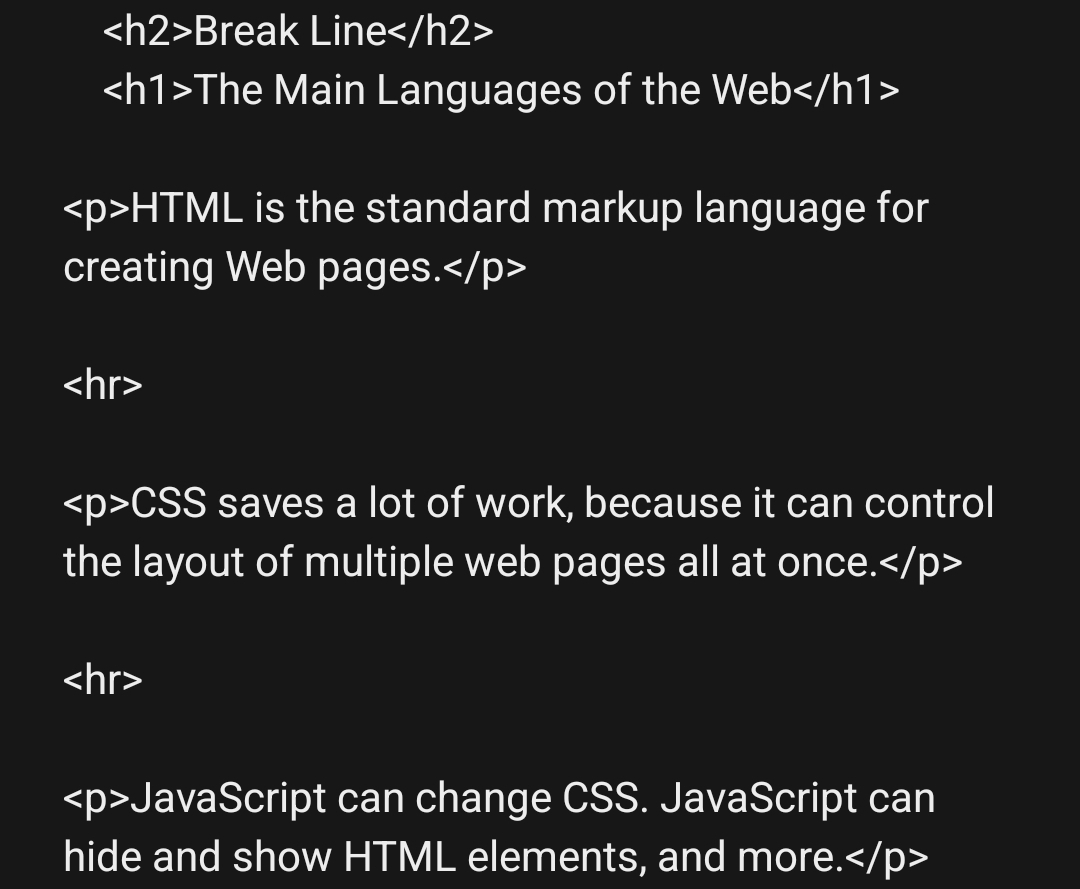 <h2>Break Line</h2>
<h1>The Main Languages of the Web</h1>
<p>HTML is the standard markup language for
creating Web pages.</p>
<hr>
<p>CSS saves a lot of work, because it can control
the layout of multiple web pages all at once.</p>
<hr>
<p>JavaScript can change CSS. JavaScript can
hide and show HTML elements, and more.</p>